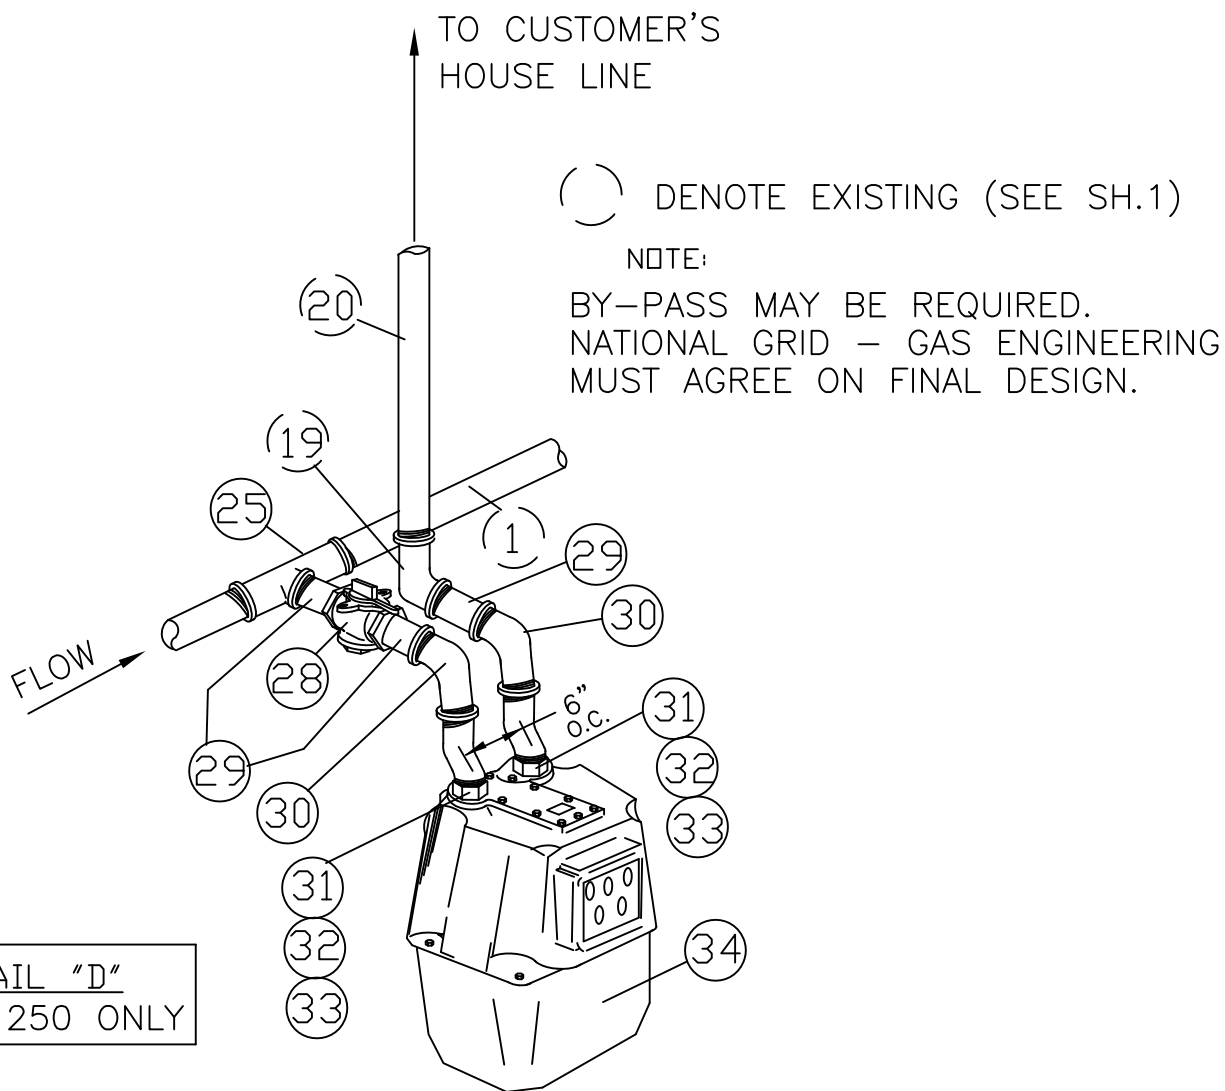 TO CUSTOMER'S
HOUSE LINE
DENOTE EXISTING (SEE SH.1)
NOTE:
BY-PASS MAY BE REQUIRED.
NATIONAL GRID - GAS ENGINEERING
MUST AGREE ON FINAL DESIGN.
20
19
25
1
29
30
FLOW
28
6"
O.C.
31
29
32
30
33
31
32
34
33
"D"
250 ONLY